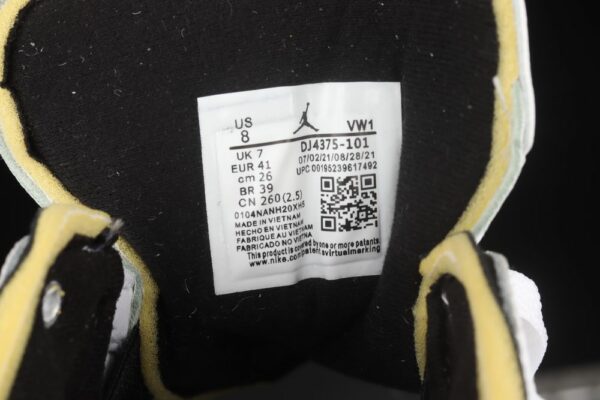 US 8 VW1
UK 7 DJ4375-101
EUR 41 07/02/21/08/28/21
cm 26 UPC 00195239617492
BR 39
CN 260 (2.5)
0104NANH20XH5
MADE IN VIETNAM
HECHO EN VIETNAM
FABRIQUE AU VIETNAM
FABRICADO NO VIETNAM
This product is covered by one or more patents.
www.nike.com/patentsvirtualmarking